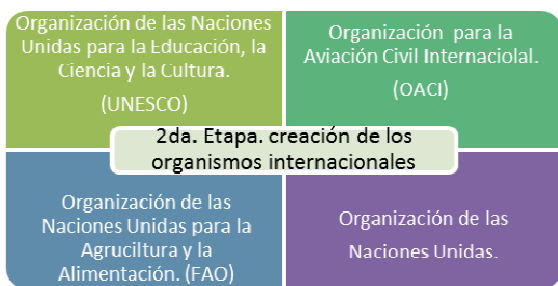 Organización de las Naciones
Unidas para la Educación, la
Ciencia y la Cultura.
(UNESCO)
Organización para la
Aviación Civil Internaciolal.
(OACI)
2da. Etapa. creación de los
organismos internacionales
Organización de las
Naciones Unidas para la
Agruciltura y la
Alimentación. (FAO)
Organización de las
Naciones Unidas.